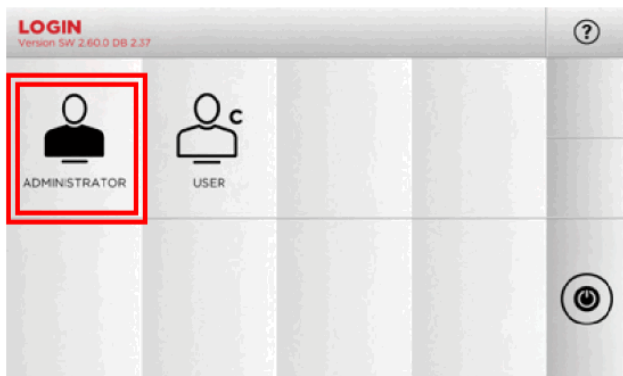 LOGIN
Version SW 2.60.0 DB 2.37
?
C
ADMINISTRATOR
USER